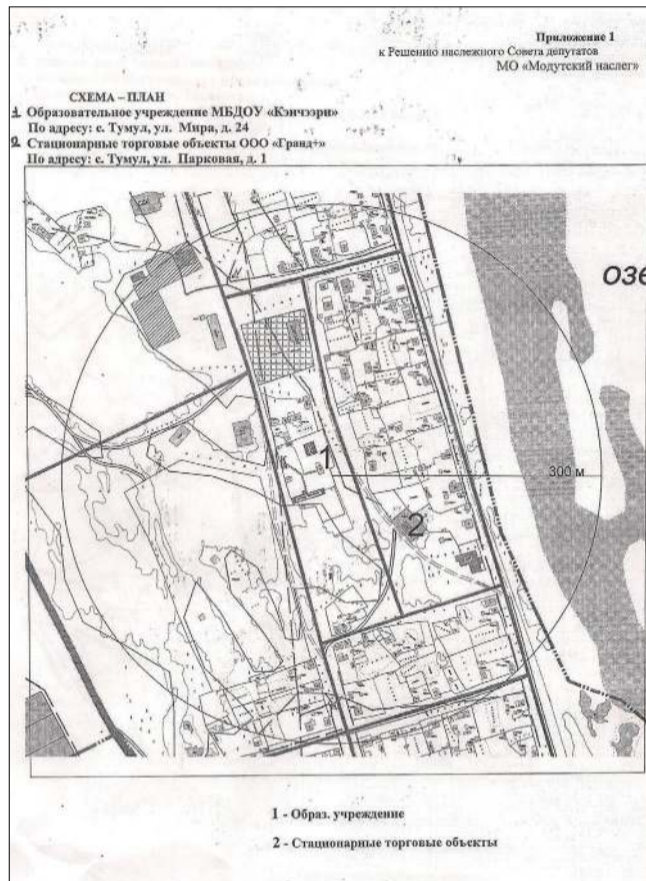 Приложение 1
к Решению наслежного Совета депутатов
МО «Модутский наслег»
СХЕМА – ПЛАН
1 Образовательное учреждение МБДОУ «Кэнчээри»
По адресу: с. Тумул, ул. Мира, д. 24
2 Стационарные торговые объекты ООО «Гранд+»
По адресу: с. Тумул, ул. Парковая, д. 1
ОЗЕ
1
300 м
2
1 - Образ. учреждение
2 - Стационарные торговые объекты